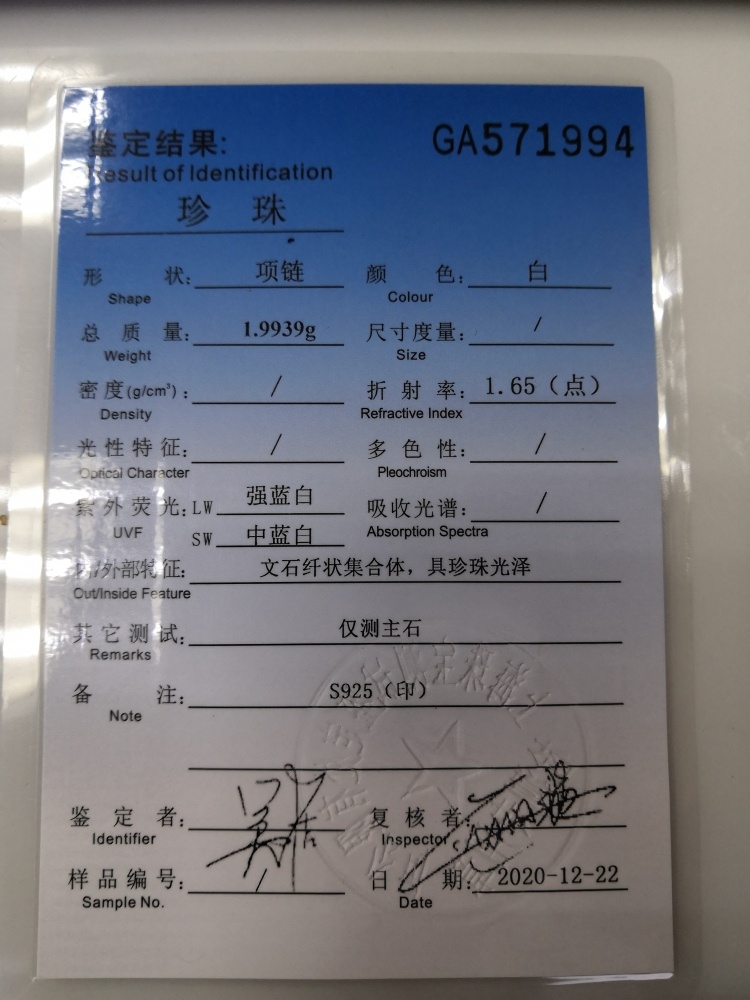 鉴定结果:
GA571994
Result of Identification
珍珠
形状: 项链 颜色: 白
Shape Colour
总质量: 1.9939g 尺寸度量: /
Weight Size
密度(g/cm³): / 折射率: 1.65（点）
Density Refractive Index
光性特征: / 多色性: /
Optical Character Pleochroism
紫外荧光: LW 强蓝白 吸收光谱: /
UVF SW 中蓝白 Absorption Spectra
内/外部特征: 文石纤状集合体，具珍珠光泽
Out/Inside Feature
其它测试: 仅测主石
Remarks
备注: S925（印）
Note
鉴定者: 复核者:
Identifier Inspector
样品编号: / 日期: 2020-12-22
Sample No. Date